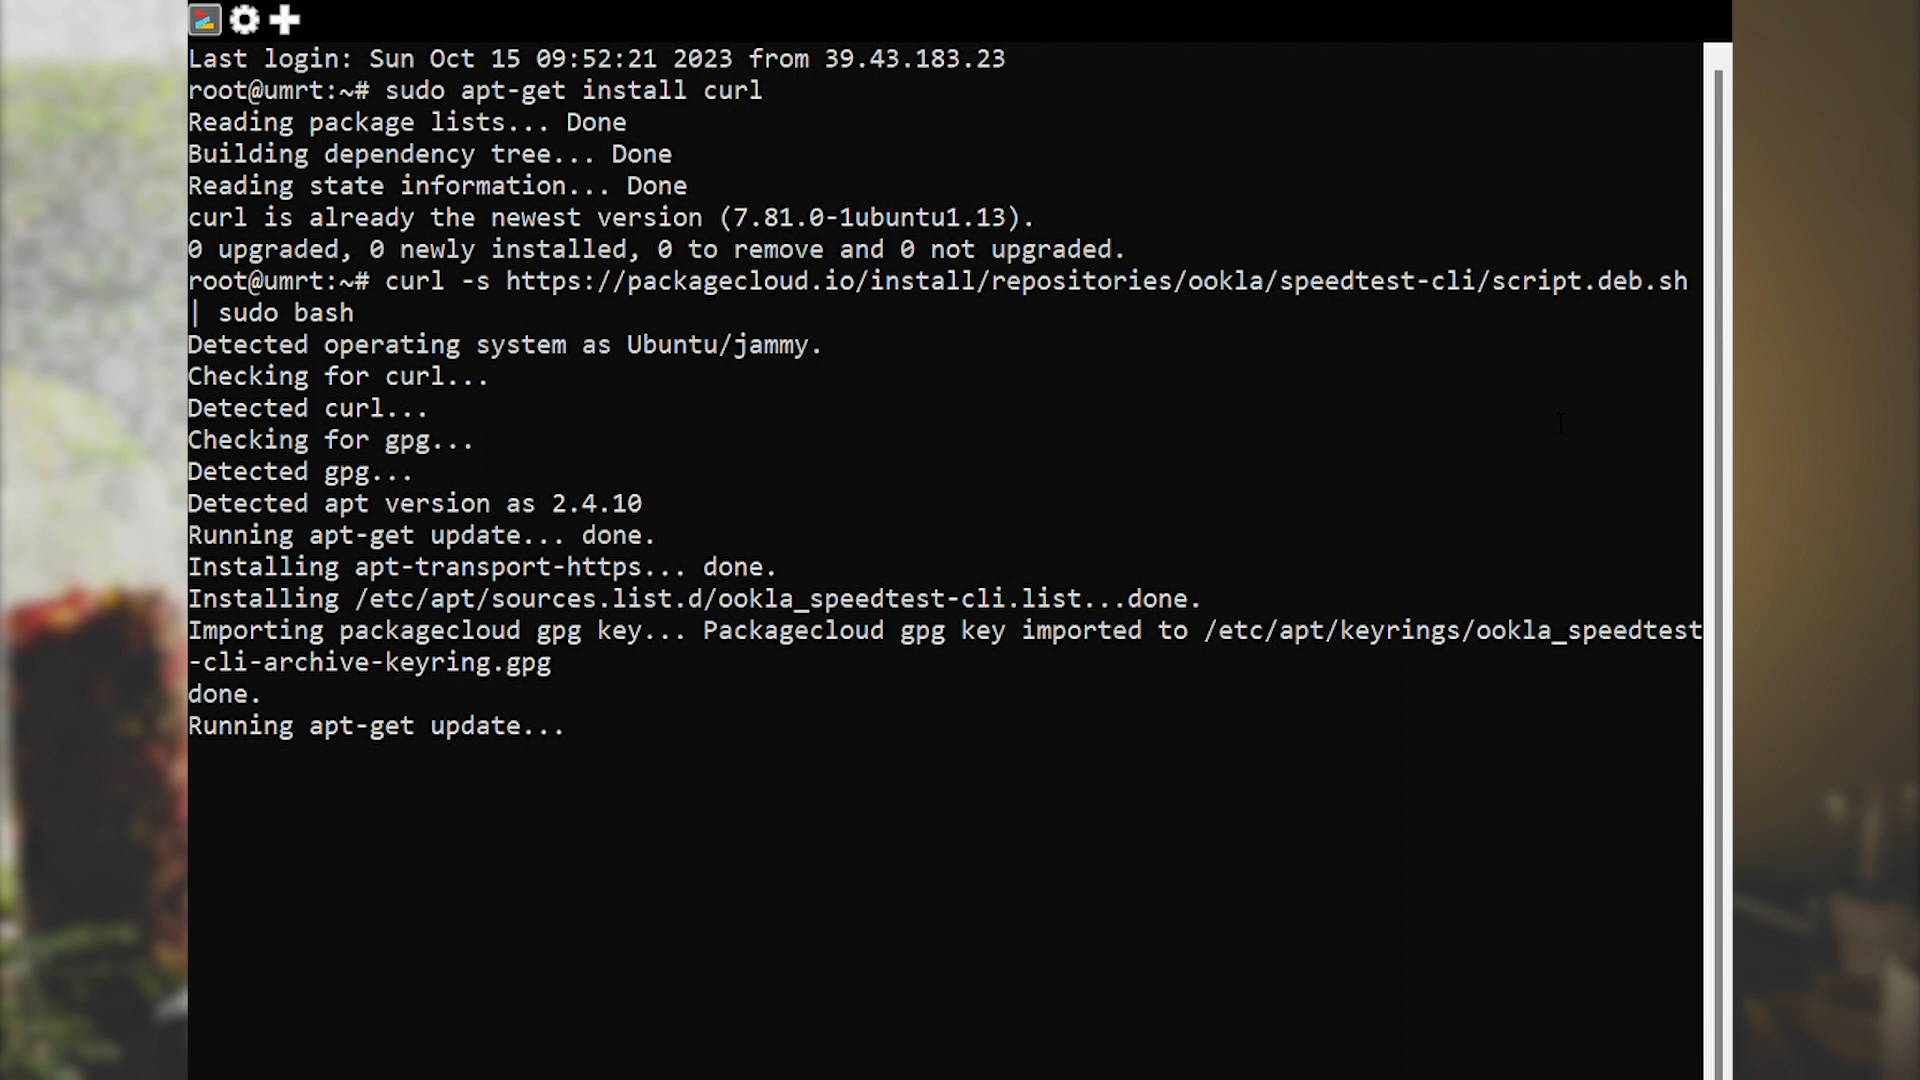 Last login: Sun Oct 15 09:52:21 2023 from 39.43.183.23
root@umrt:~# sudo apt-get install curl
Reading package lists... Done
Building dependency tree... Done
Reading state information... Done
curl is already the newest version (7.81.0-1ubuntu1.13).
0 upgraded, 0 newly installed, 0 to remove and 0 not upgraded.
root@umrt:~# curl -s https://packagecloud.io/install/repositories/ookla/speedtest-cli/script.deb.sh
| sudo bash
Detected operating system as Ubuntu/jammy.
Checking for curl...
Detected curl...
Checking for gpg...
Detected gpg...
Detected apt version as 2.4.10
Running apt-get update... done.
Installing apt-transport-https... done.
Installing /etc/apt/sources.list.d/ookla_speedtest-cli.list...done.
Importing packagecloud gpg key... Packagecloud gpg key imported to /etc/apt/keyrings/ookla_speedtest
-cli-archive-keyring.gpg
done.
Running apt-get update...